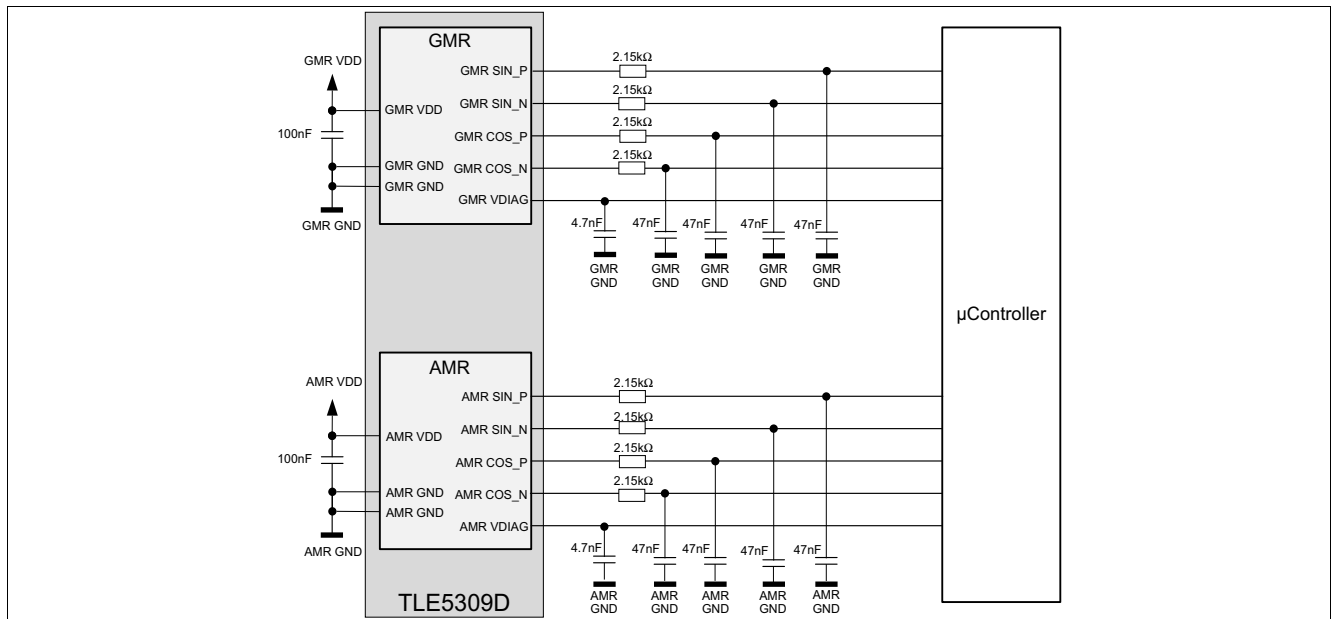 GMR
GMR VDD
2.15kΩ
GMR SIN_P
2.15kΩ
GMR SIN_N
GMR VDD
2.15kΩ
100nF
GMR COS_P
2.15kΩ
GMR GND
GMR COS_N
GMR GND
GMR VDIAG
GMR GND
4.7nF
47nF
47nF
47nF
47nF
GMR
GND
GMR
GND
GMR
GND
GMR
GND
GMR
GND
µController
AMR
AMR VDD
2.15kΩ
AMR SIN_P
2.15kΩ
AMR SIN_N
AMR VDD
2.15kΩ
100nF
AMR COS_P
2.15kΩ
AMR GND
AMR COS_N
AMR GND
AMR VDIAG
AMR GND
4.7nF
47nF
47nF
47nF
47nF
AMR
GND
AMR
GND
AMR
GND
AMR
GND
AMR
GND
TLE5309D